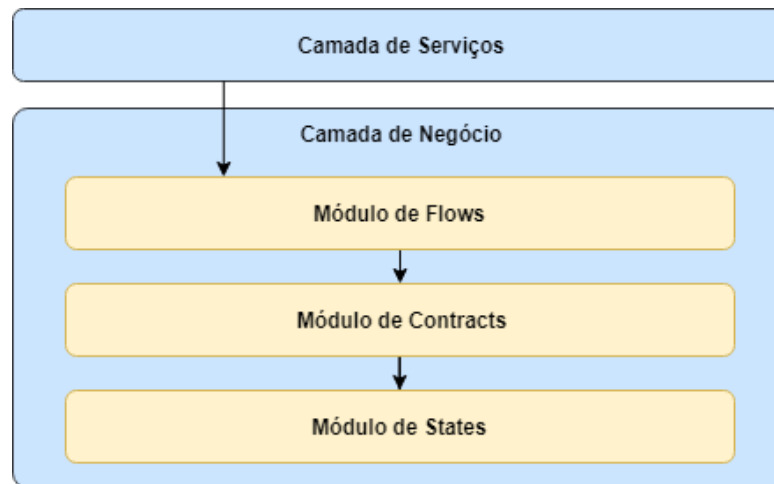 Camada de Serviços
Camada de Negócio
Módulo de Flows
Módulo de Contracts
Módulo de States